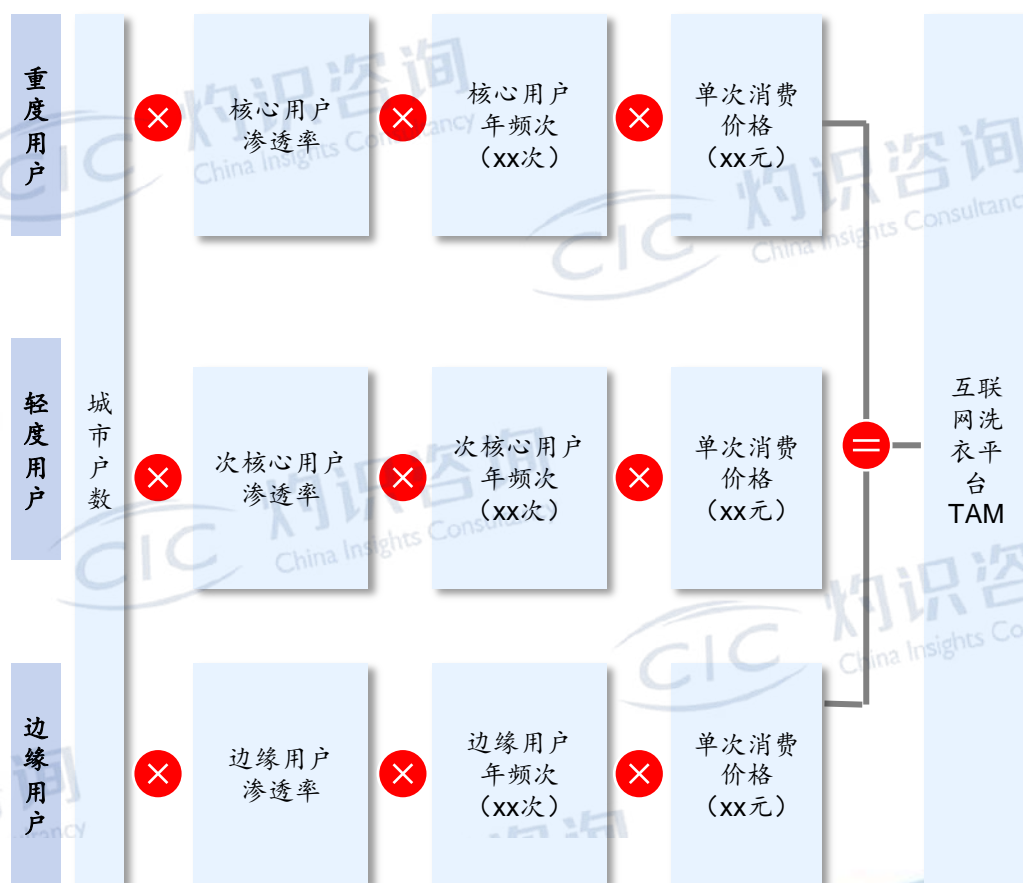 重度用户
城市户数
核心用户
渗透率
核心用户
年频次
（xx次）
单次消费
价格
（xx元）
轻度用户
次核心用户
渗透率
次核心用户
年频次
（xx次）
单次消费
价格
（xx元）
边缘用户
边缘用户
渗透率
边缘用户
年频次
（xx次）
单次消费
价格
（xx元）
互联
网洗
衣平
台
TAM
CIC 灼识咨询
China Insights Consultancy